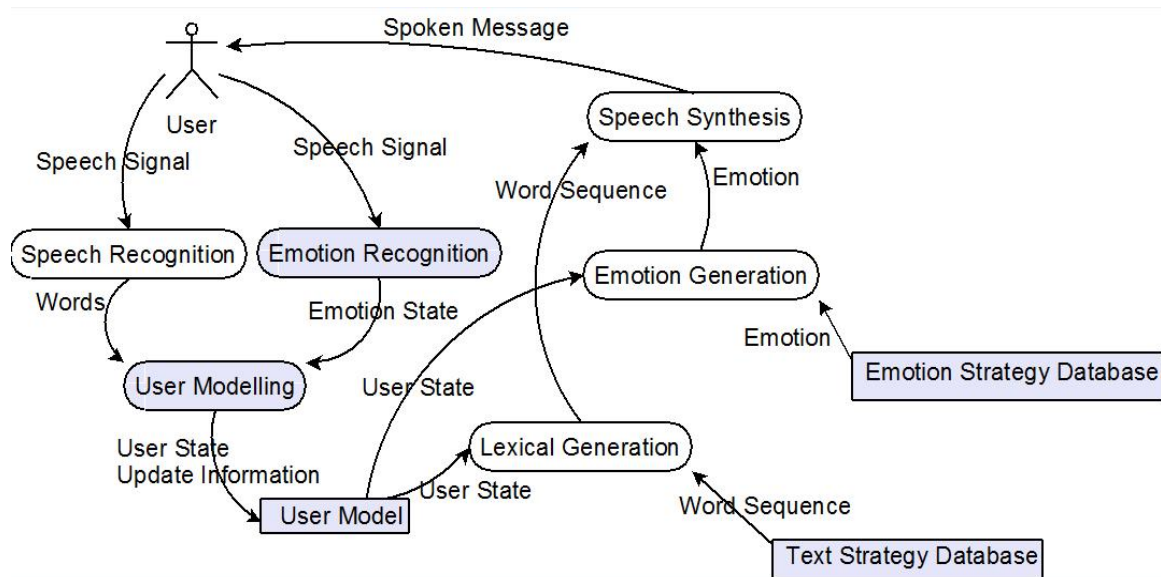 Spoken Message
Speech Synthesis
User
Speech Signal
Speech Signal
Word Sequence
Emotion
Speech Recognition
Emotion Recognition
Emotion Generation
Words
Emotion State
Emotion
User Modelling
Emotion Strategy Database
User State
User State
Update Information
Lexical Generation
User State
User Model
Word Sequence
Text Strategy Database